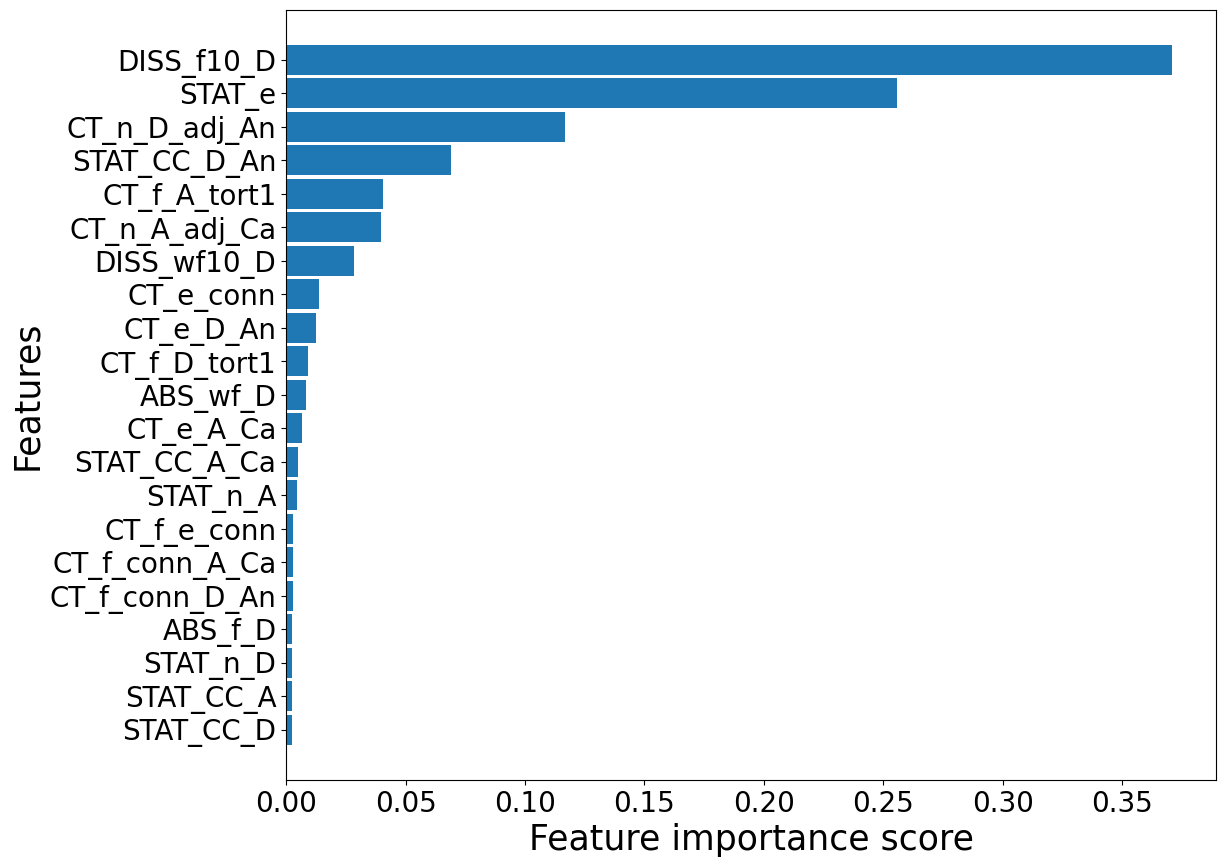 DISS_f10_D
STAT_e
CT_n_D_adj_An
STAT_CC_D_An
CT_f_A_tort1
CT_n_A_adj_Ca
DISS_wf10_D
CT_e_conn
CT_e_D_An
CT_f_D_tort1
ABS_wf_D
CT_e_A_Ca
STAT_CC_A_Ca
STAT_n_A
CT_f_e_conn
CT_f_conn_A_Ca
CT_f_conn_D_An
ABS_f_D
STAT_n_D
STAT_CC_A
STAT_CC_D
Features
0.00 0.05 0.10 0.15 0.20 0.25 0.30 0.35
Feature importance score